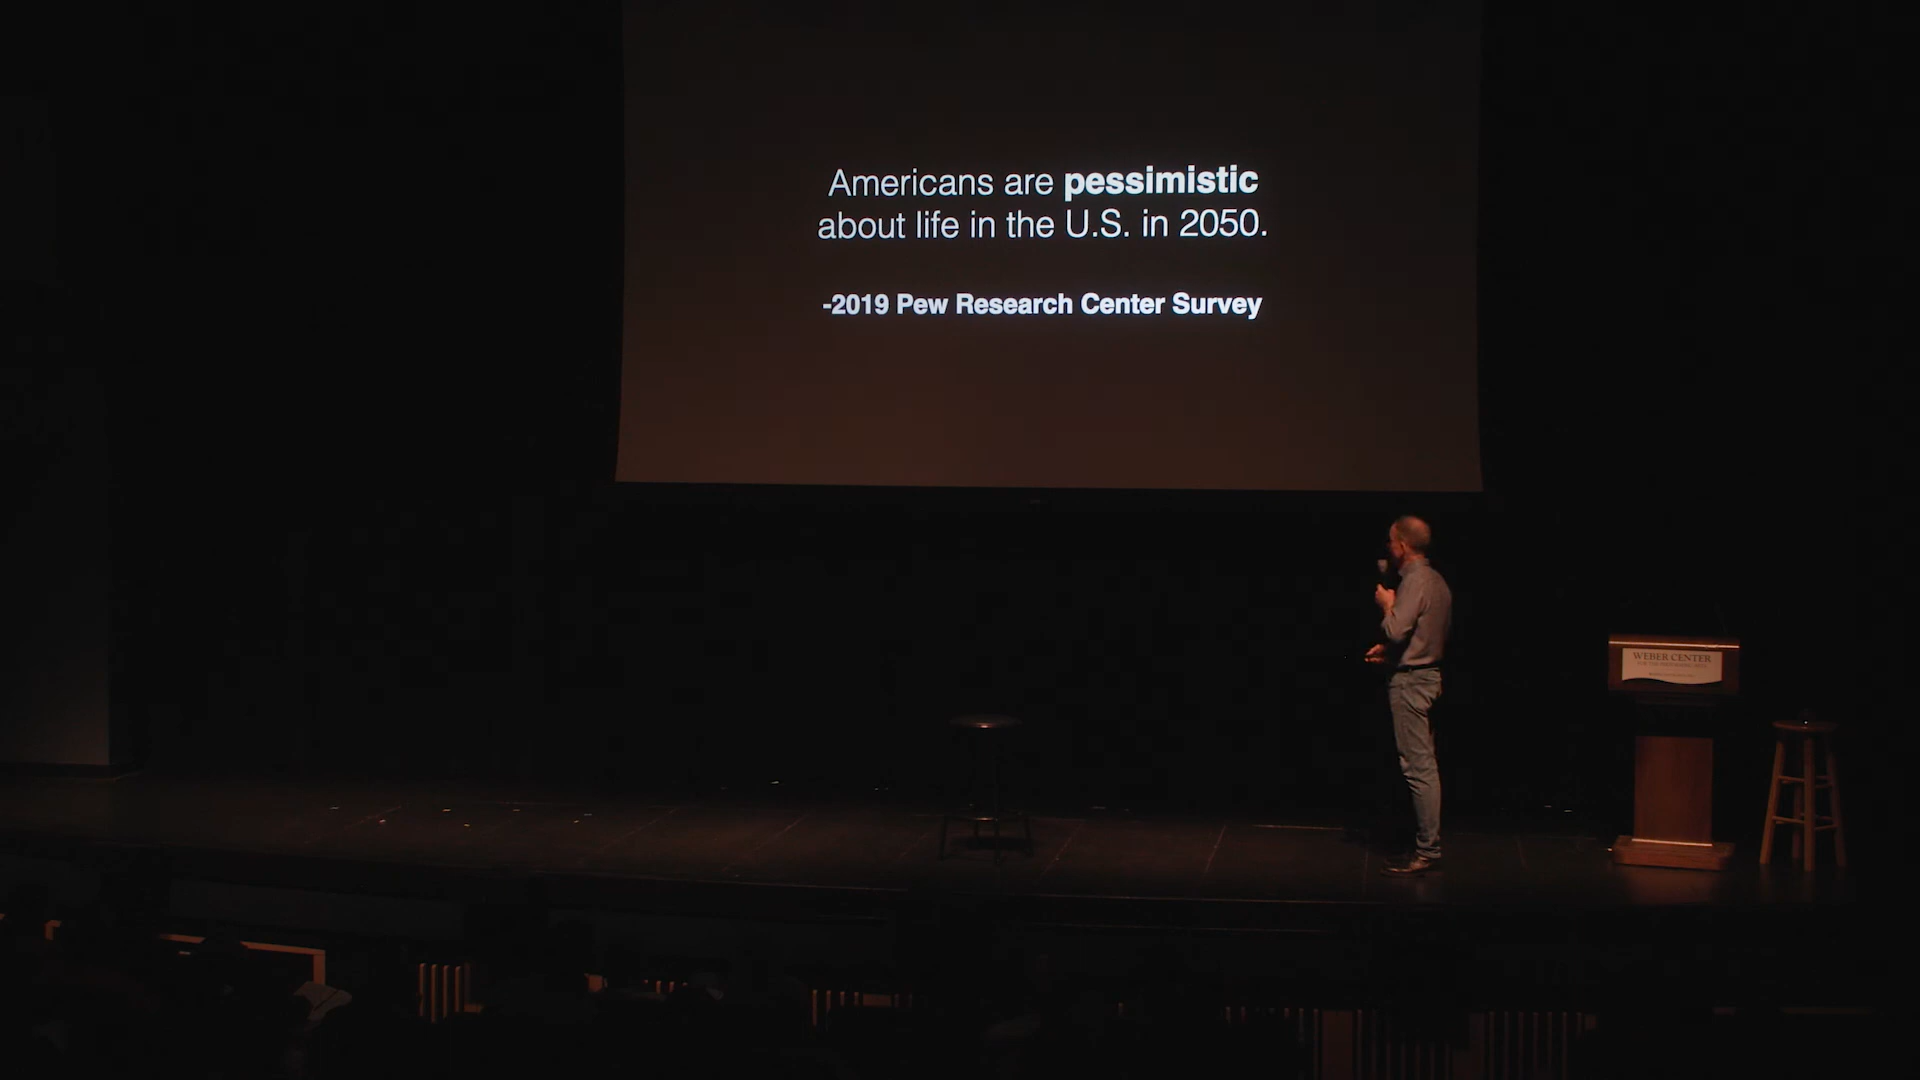 Americans are pessimistic
about life in the U.S. in 2050.
-2019 Pew Research Center Survey
WEBER CENTER